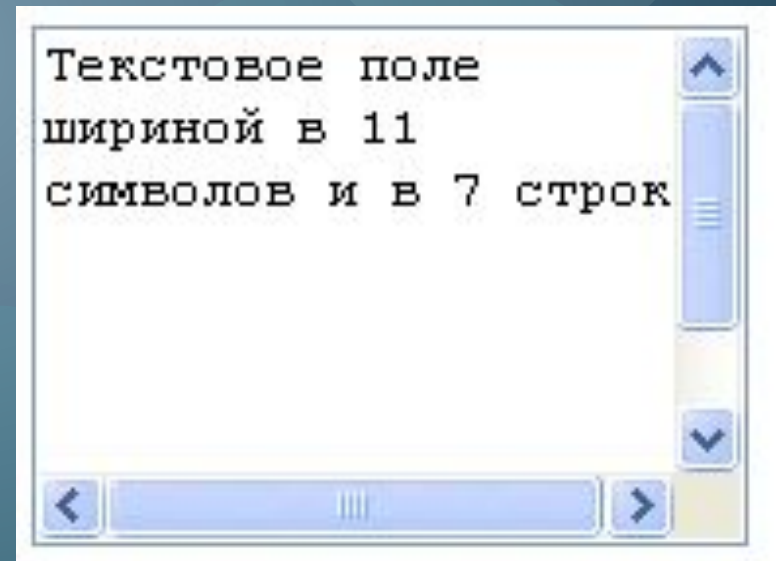 Текстовое поле
шириной в 11
символов и в 7 строк